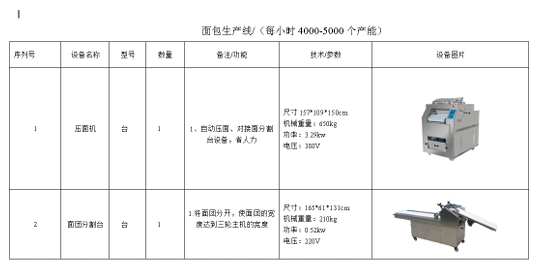 面包生产线/（每小时 4000-5000 个产能）
序列号 设备名称 型号 数量 备注/功能 技术/参数 设备图片
1 压面机 台 1 1、自动压面、对接面分割
台设备，省人力
尺寸 157*109*150cm
机械重量：650kg
功率：3.29kw
电压：380V
2 面团分割台 台 1 1.将面团分开，使面团的宽
度达到三轮主机的宽度
尺寸：165*61*131cm
机械重量：210kg
功率：0.52kw
电压：220V